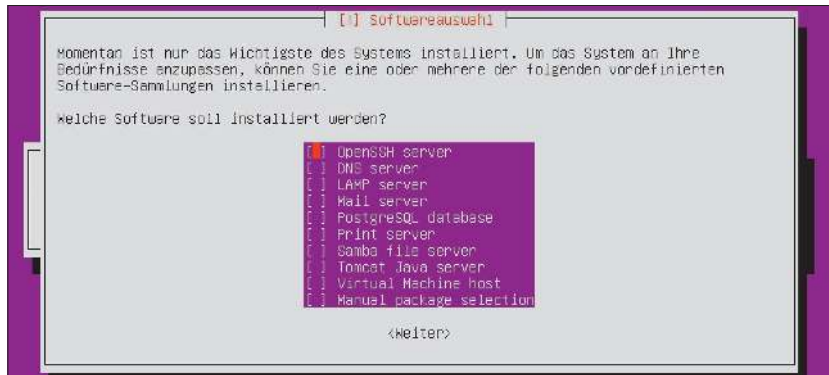 [!] Softwareauswahl
Momentan ist nur das Wichtigste des Systems installiert. Um das System an Ihre
Bedürfnisse anzupassen, können Sie eine oder mehrere der folgenden vordefinierten
Software-Sammlungen installieren.
Welche Software soll installiert werden?
[ ] OpenSSH server
[ ] DNS server
[ ] LAMP server
[ ] Mail server
[ ] PostgreSQL database
[ ] Print server
[ ] Samba file server
[ ] Tomcat Java server
[ ] Virtual Machine host
[ ] Manual package selection
<Weiter>